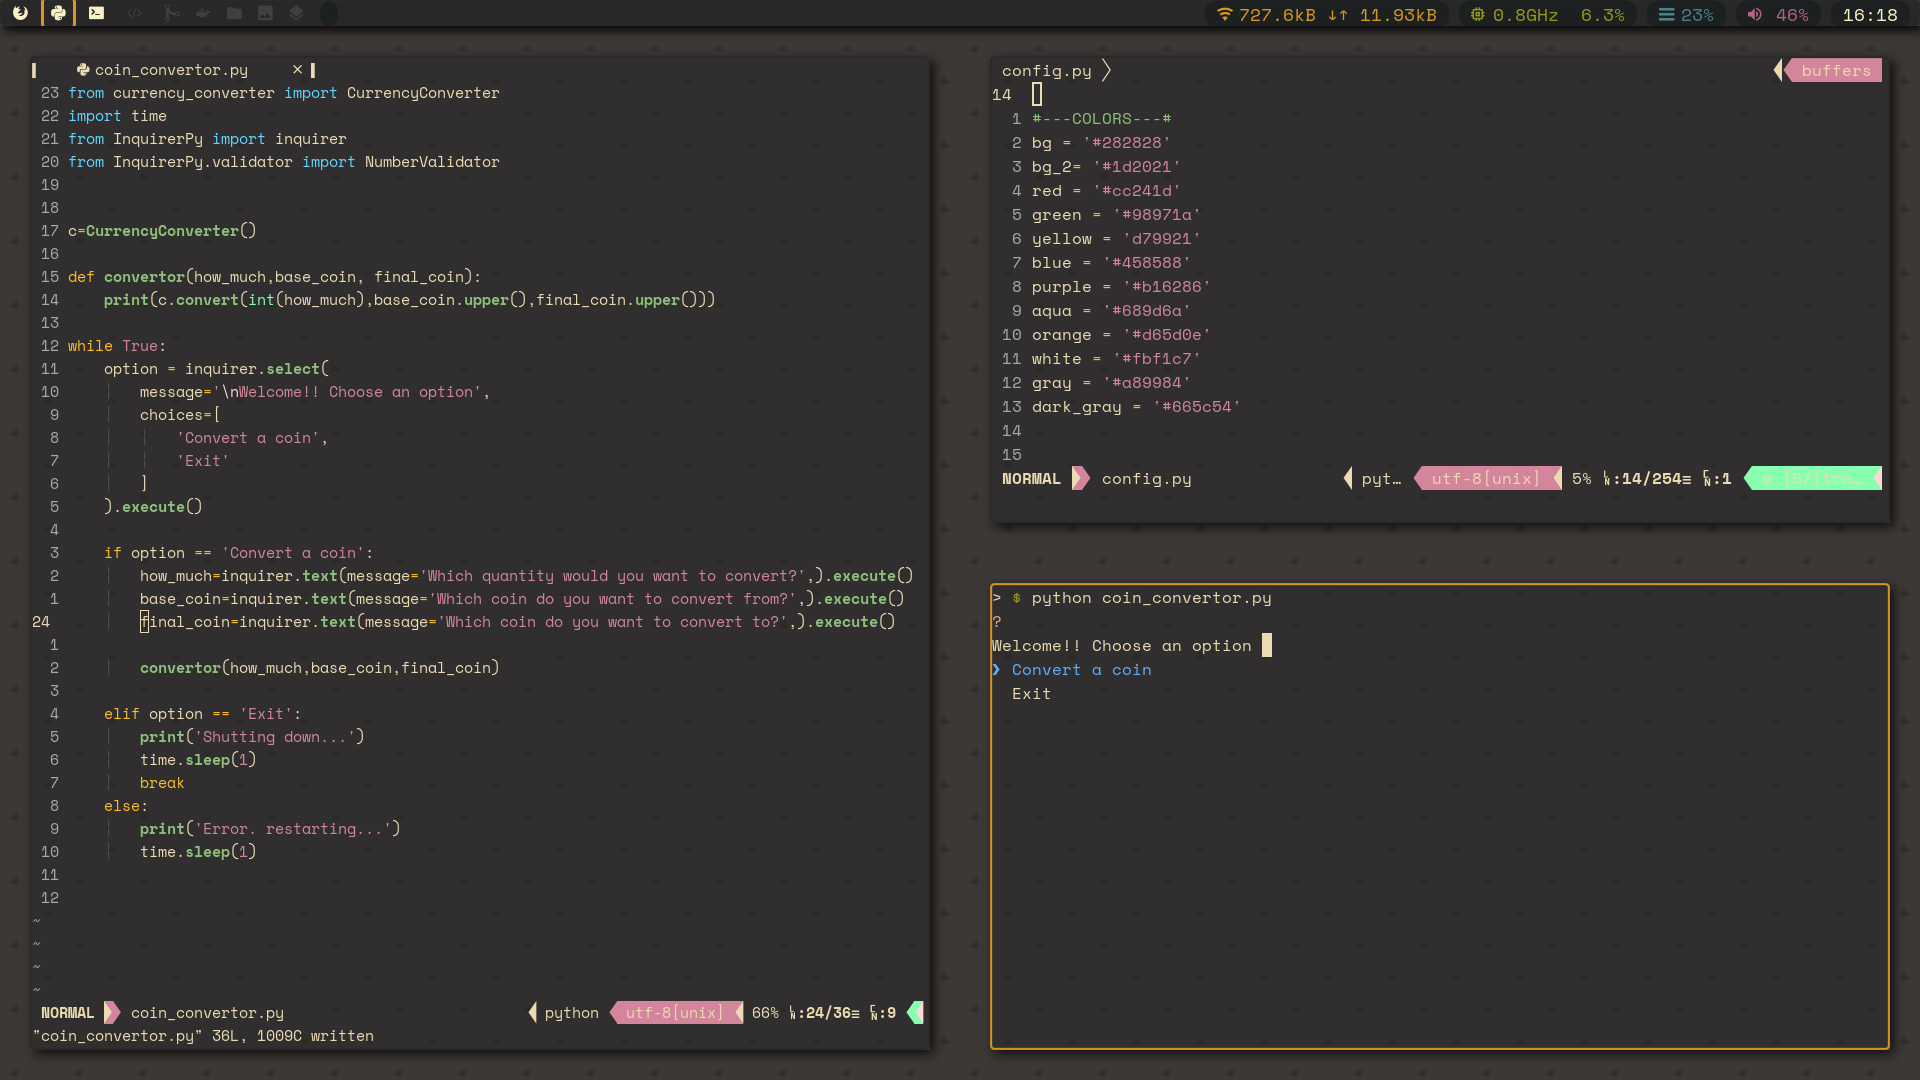 727.6kB ↓↑ 11.93kB 0.8GHz 6.3% 23% 46% 16:18
coin_convertor.py ×
23 from currency_converter import CurrencyConverter
22 import time
21 from InquirerPy import inquirer
20 from InquirerPy.validator import NumberValidator
19
18
17 c=CurrencyConverter()
16
15 def convertor(how_much,base_coin, final_coin):
14     print(c.convert(int(how_much),base_coin.upper(),final_coin.upper()))
13
12 while True:
11     option = inquirer.select(
10         message='\nWelcome!! Choose an option',
9         choices=[
8             'Convert a coin',
7             'Exit'
6         ]
5     ).execute()
4
3     if option == 'Convert a coin':
2         how_much=inquirer.text(message='Which quantity would you want to convert?',).execute()
1         base_coin=inquirer.text(message='Which coin do you want to convert from?',).execute()
24         final_coin=inquirer.text(message='Which coin do you want to convert to?',).execute()
1
2         convertor(how_much,base_coin,final_coin)
3
4     elif option == 'Exit':
5         print('Shutting down...')
6         time.sleep(1)
7         break
8     else:
9         print('Error. restarting...')
10         time.sleep(1)
11
12
~
~
~
~
NORMAL coin_convertor.py python utf-8[unix] 66% ㏑:24/36≡ ℅:9
"coin_convertor.py" 36L, 1009C written
config.py buffers
14
1 #---COLORS---#
2 bg = '#282828'
3 bg_2= '#1d2021'
4 red = '#cc241d'
5 green = '#98971a'
6 yellow = 'd79921'
7 blue = '#458588'
8 purple = '#b16286'
9 aqua = '#689d6a'
10 orange = '#d65d0e'
11 white = '#fbf1c7'
12 gray = '#a89984'
13 dark_gray = '#665c54'
14
15
NORMAL config.py pyt… utf-8[unix] 5% :14/254≡ :1
> $ python coin_convertor.py
?
Welcome!! Choose an option
❯ Convert a coin
Exit